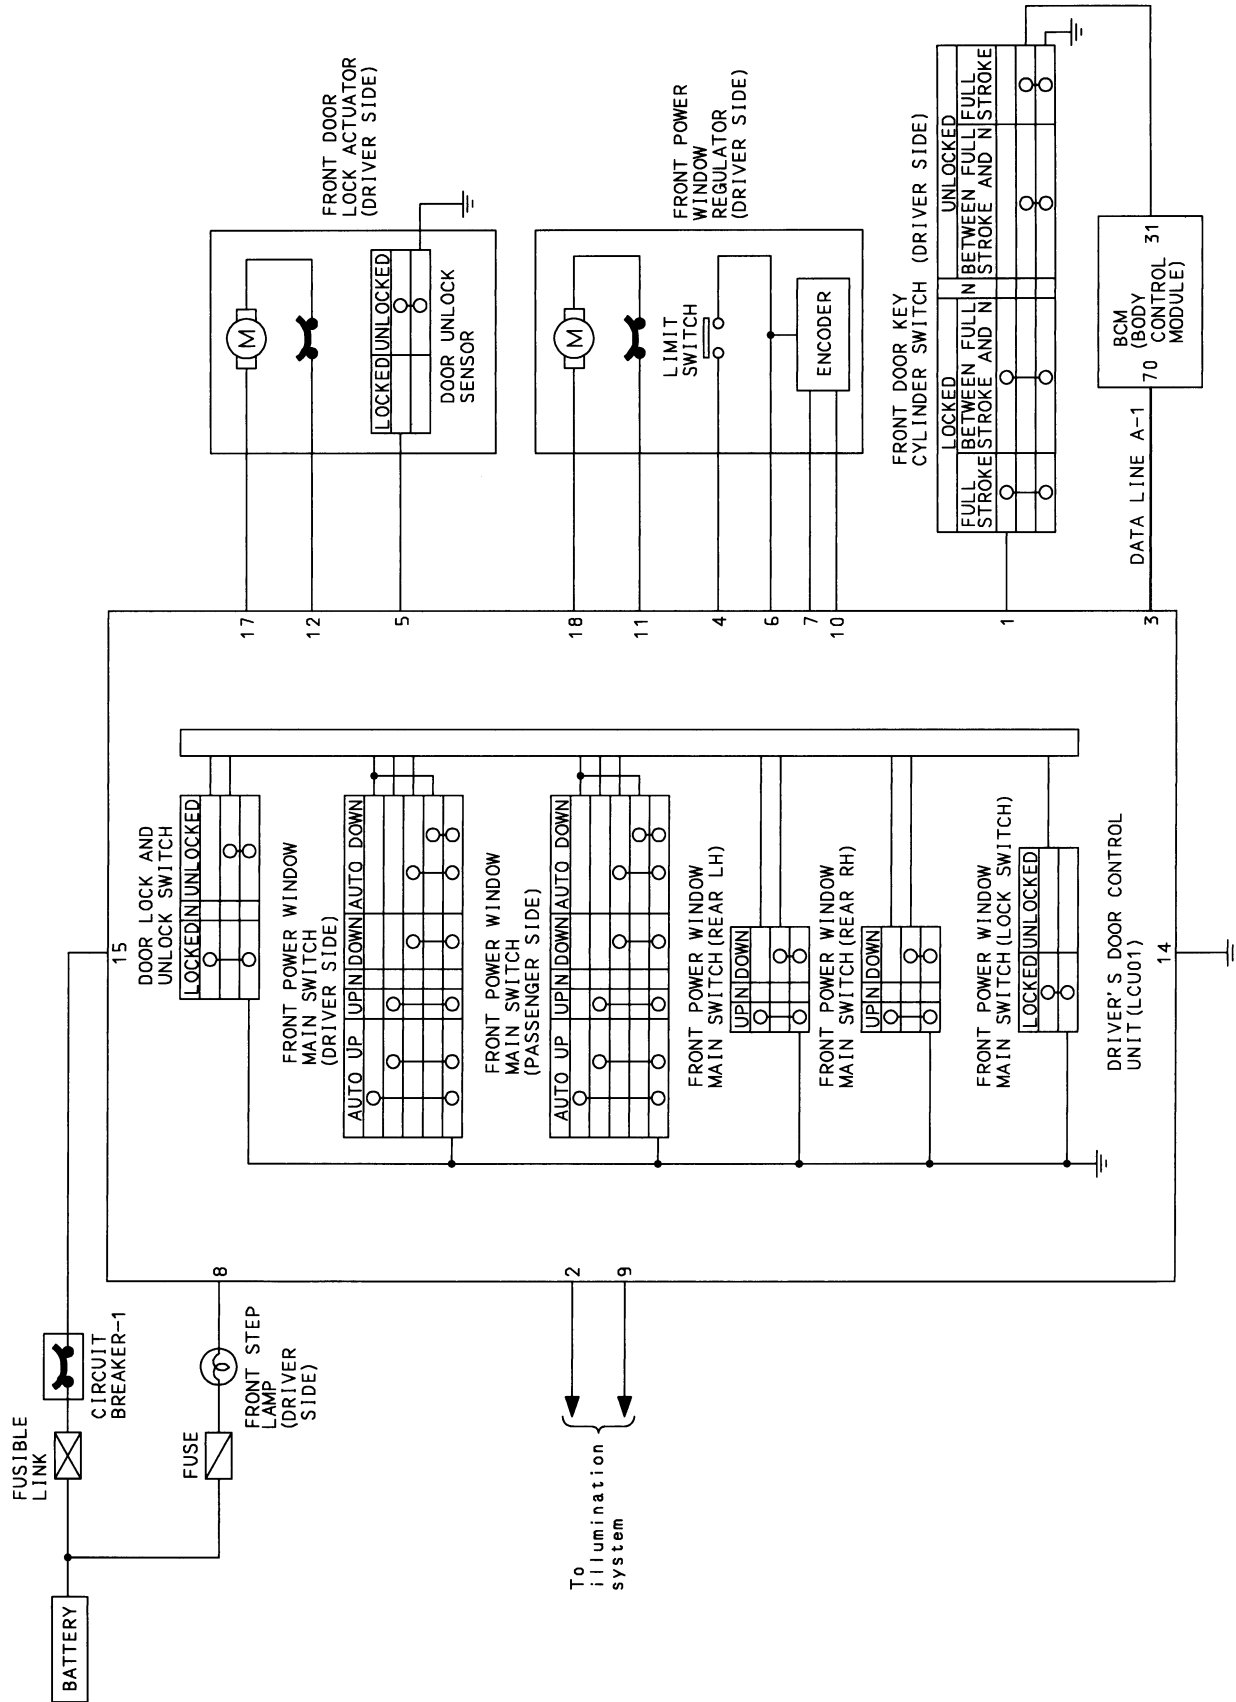 BATTERY
FUSIBLE
LINK
CIRCUIT
BREAKER-1
FUSE
FRONT STEP
LAMP
(DRIVER
SIDE)
To
illumination
system
15
8
2
9
DOOR LOCK AND
UNLOCK SWITCH
LOCKED N UNLOCKED
FRONT POWER WINDOW
MAIN SWITCH
(DRIVER SIDE)
AUTO UP UP N DOWN AUTO DOWN
FRONT POWER WINDOW
MAIN SWITCH
(PASSENGER SIDE)
AUTO UP UP N DOWN AUTO DOWN
FRONT POWER WINDOW
MAIN SWITCH(REAR LH)
UP N DOWN
FRONT POWER WINDOW
MAIN SWITCH(REAR RH)
UP N DOWN
FRONT POWER WINDOW
MAIN SWITCH(LOCK SWITCH)
LOCKED UNLOCKED
DRIVER'S DOOR CONTROL
UNIT(LCU01)
14
17
12
5
18
11
4
6
7
10
1
3
FRONT DOOR
LOCK ACTUATOR
(DRIVER SIDE)
M
LOCKED UNLOCKED
DOOR UNLOCK
SENSOR
FRONT POWER
WINDOW
REGULATOR
(DRIVER SIDE)
M
LIMIT
SWITCH
ENCODER
FRONT DOOR KEY
CYLINDER SWITCH (DRIVER SIDE)
LOCKED UNLOCKED
FULL BETWEEN FULL N BETWEEN FULL FULL
STROKE STROKE AND N STROKE AND N STROKE
DATA LINE A-1
70
BCM
(BODY
CONTROL
MODULE)
31